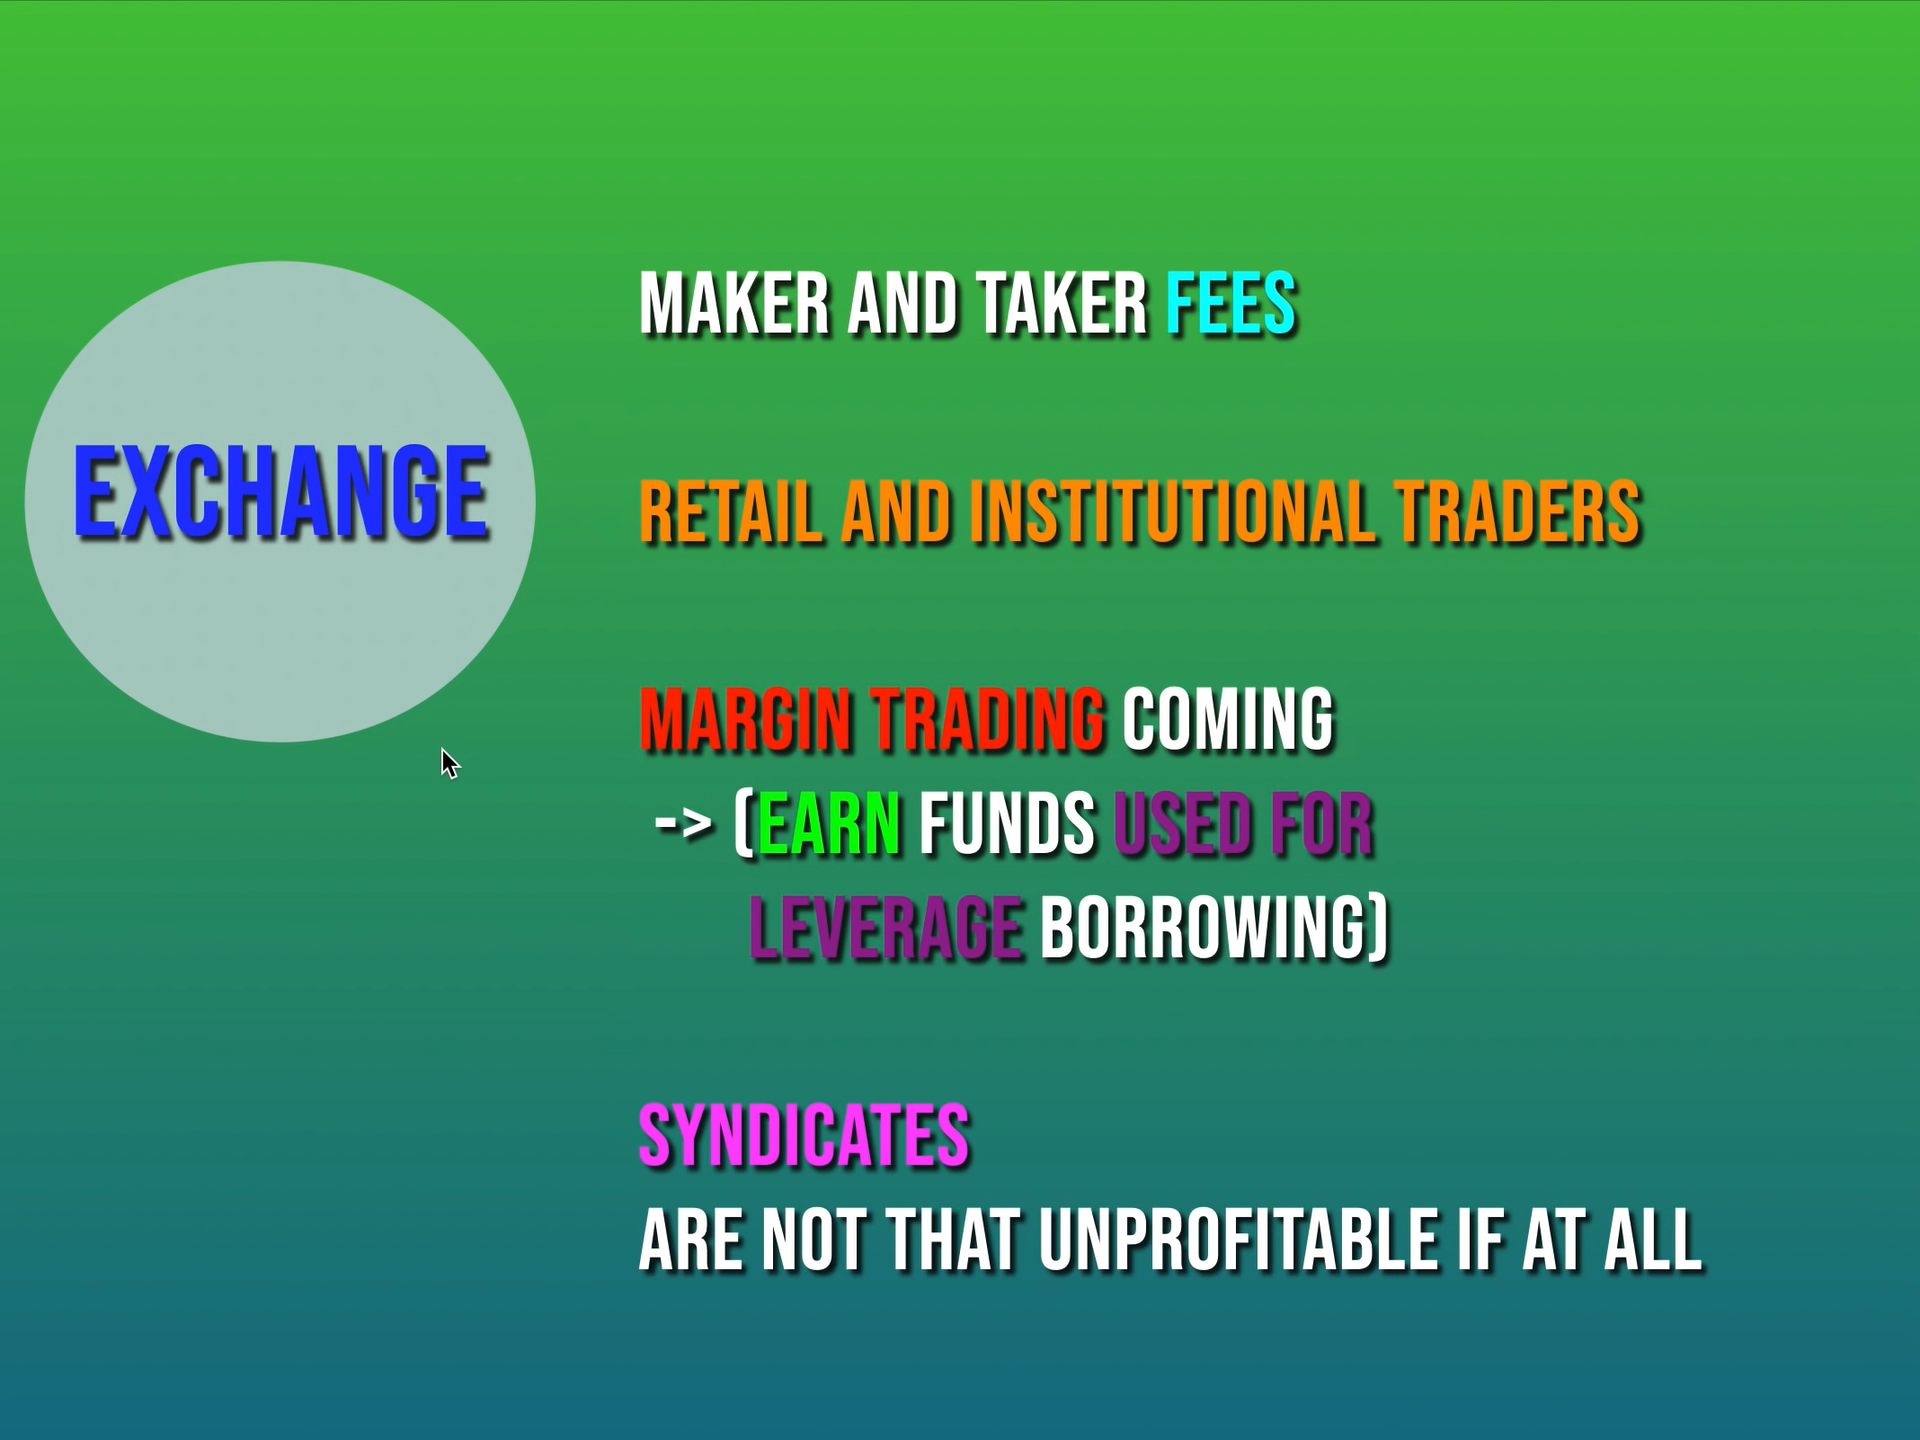 EXCHANGE
MAKER AND TAKER FEES
RETAIL AND INSTITUTIONAL TRADERS
MARGIN TRADING COMING
-> (EARN FUNDS USED FOR
LEVERAGE BORROWING)
SYNDICATES
ARE NOT THAT UNPROFITABLE IF AT ALL